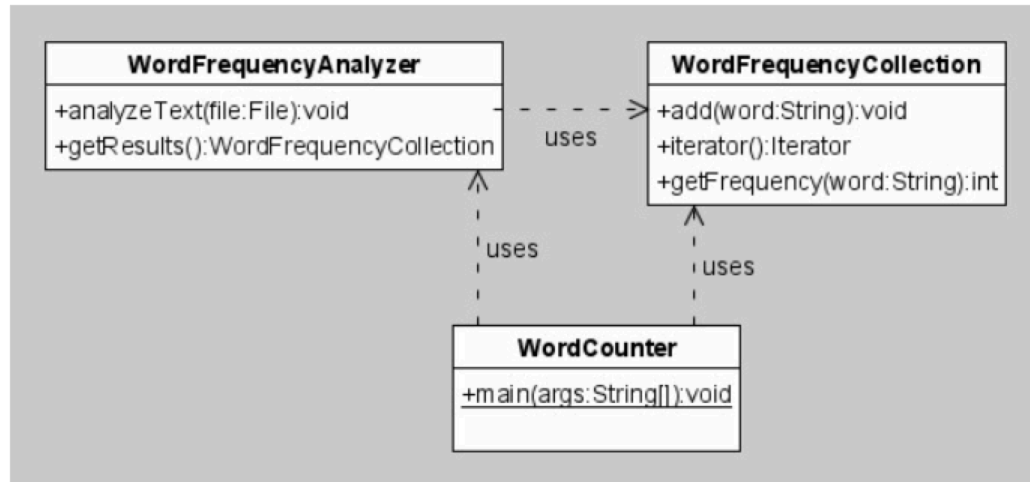 WordFrequencyAnalyzer
+analyzeText(file:File):void
+getResults():WordFrequencyCollection
uses
WordFrequencyCollection
+add(word:String):void
+iterator():Iterator
+getFrequency(word:String):int
uses
uses
WordCounter
+main(args:String[]):void